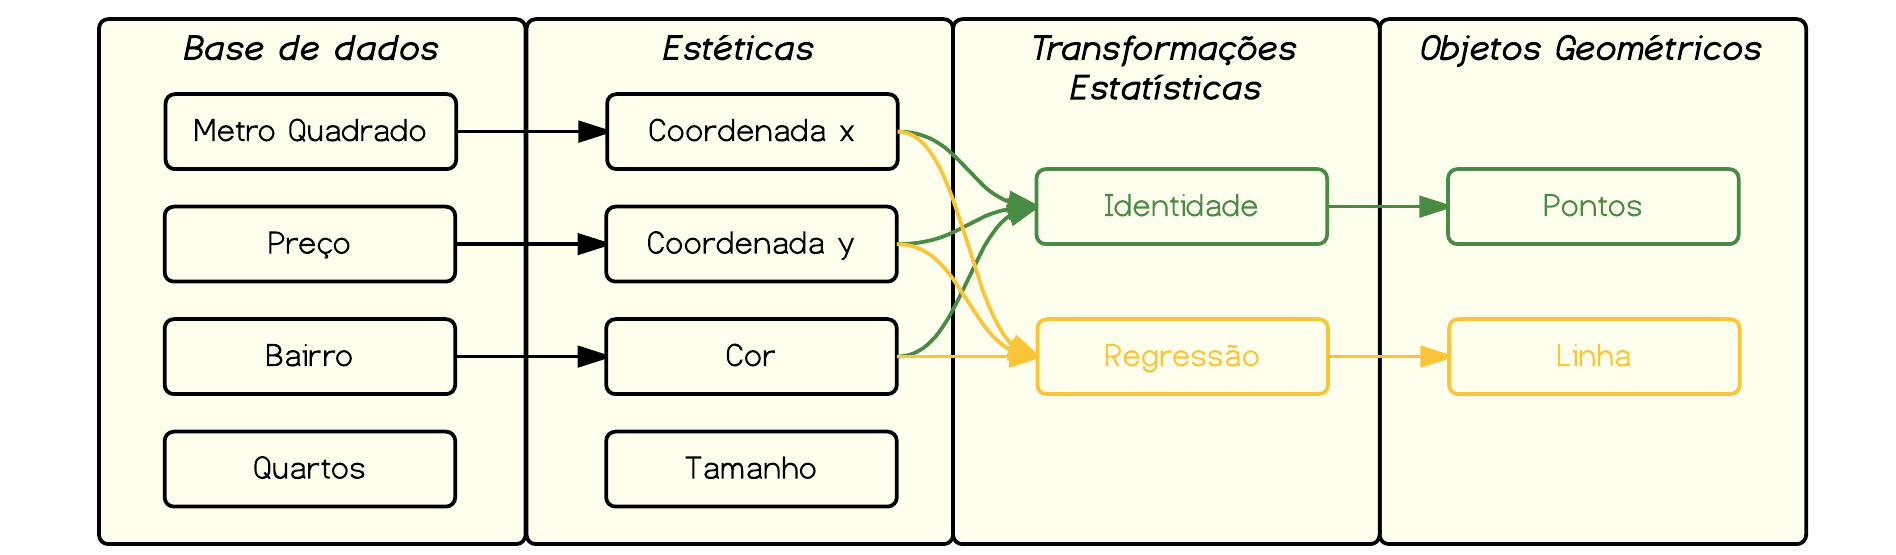 Base de dados
Metro Quadrado
Preço
Bairro
Quartos
Estéticas
Coordenada x
Coordenada y
Cor
Tamanho
Transformações
Estatísticas
Identidade
Regressão
Objetos Geométricos
Pontos
Linha